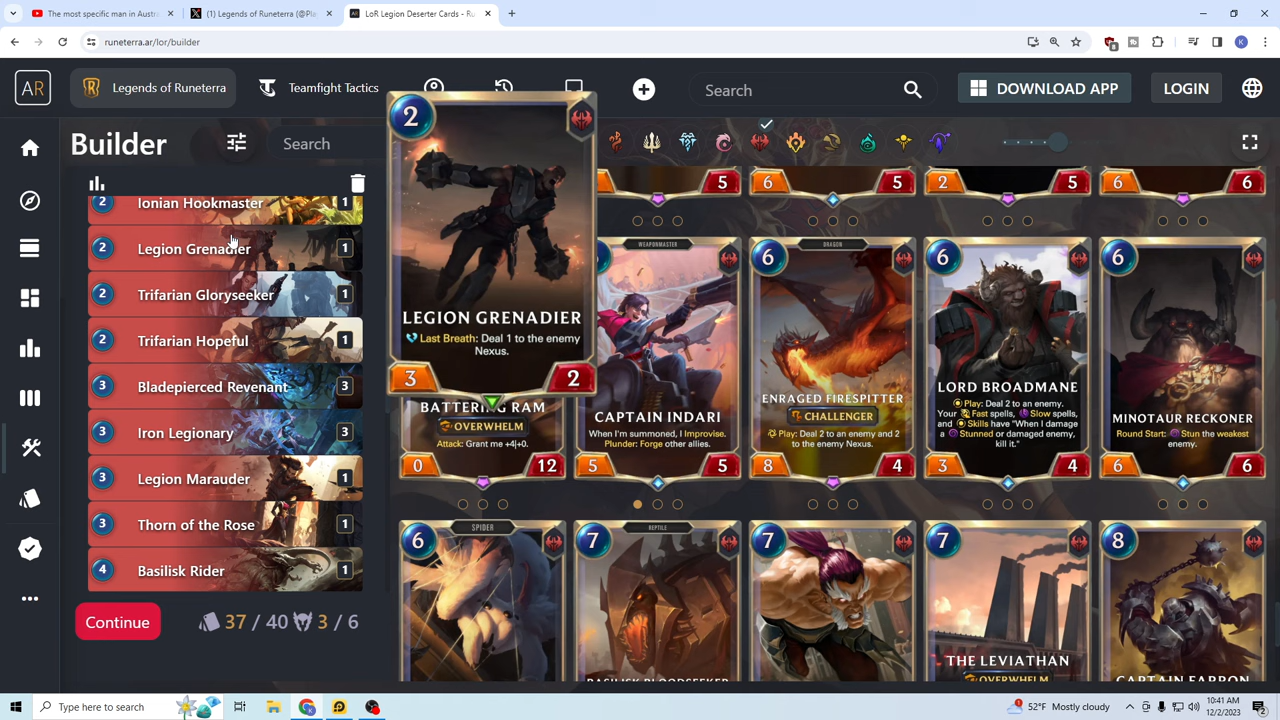 The most specific man in Austra
(1) Legends of Runeterra (@Pla
LoR Legion Deserter Cards - Ru
runeterra.ar/lor/builder
8
K
AR
Legends of Runeterra
Teamfight Tactics
Search
DOWNLOAD APP
LOGIN
Builder
Search
2 Ionian Hookmaster 1
2 Legion Grenadier 1
2 Trifarian Gloryseeker 1
2 Trifarian Hopeful 1
3 Bladepierced Revenant 3
3 Iron Legionary 3
3 Legion Marauder 1
3 Thorn of the Rose 1
4 Basilisk Rider 1
Continue
37 / 40
3 / 6
2
LEGION GRENADIER
Last Breath: Deal 1 to the enemy
Nexus.
3 2
5
6 5
2 5
6 6
BATTERING RAM
OVERWHELM
Attack: Grant me +4|+0.
0 12
WEAPONMASTER
CAPTAIN INDARI
When I'm summoned, I Improvise.
Plunder: Forge other allies.
5 5
DRAGON
6
ENRAGED FIRESPITTER
CHALLENGER
Play: Deal 2 to an enemy and 2
to the enemy Nexus.
8 4
6
LORD BROADMANE
Play: Deal 2 to an enemy.
Your Fast spells, Slow spells,
and Skills have "When I damage
a Stunned or damaged enemy,
kill it."
3 4
6
MINOTAUR RECKONER
Round Start: Stun the weakest
enemy.
6 6
SPIDER
6
REPTILE
7
BASILISK BLOODSEEKER
7
7
THE LEVIATHAN
OVERWHELM
8
CAPTAIN FARRON
Type here to search
52°F Mostly cloudy
10:41 AM
12/2/2023
2